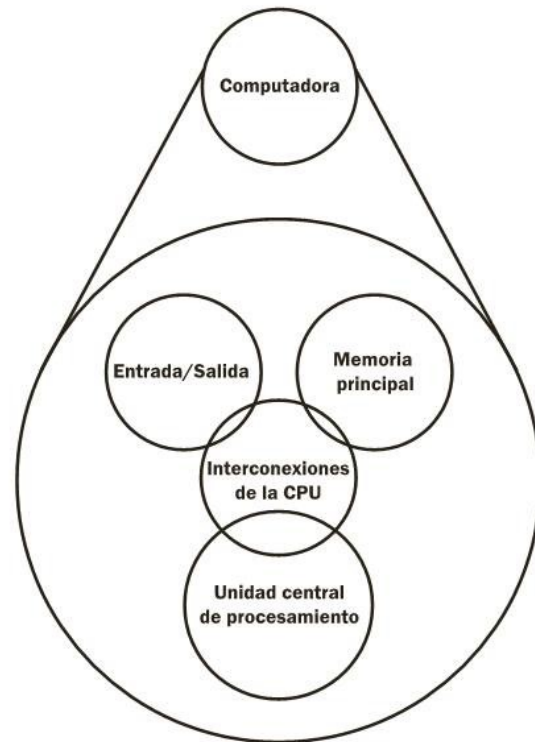 Computadora
Entrada/Salida
Memoria
principal
Interconexiones
de la CPU
Unidad central
de procesamiento